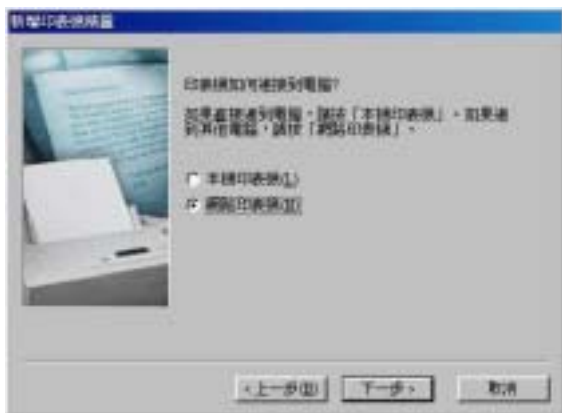 新增印表機精靈
印表機如何連接到電腦?
如果直接連到電腦，請按「本機印表機」。如果連
到其他電腦，請按「網路印表機」。
本機印表機(L)
網路印表機(N)
<上一步(B)
下一步>
取消